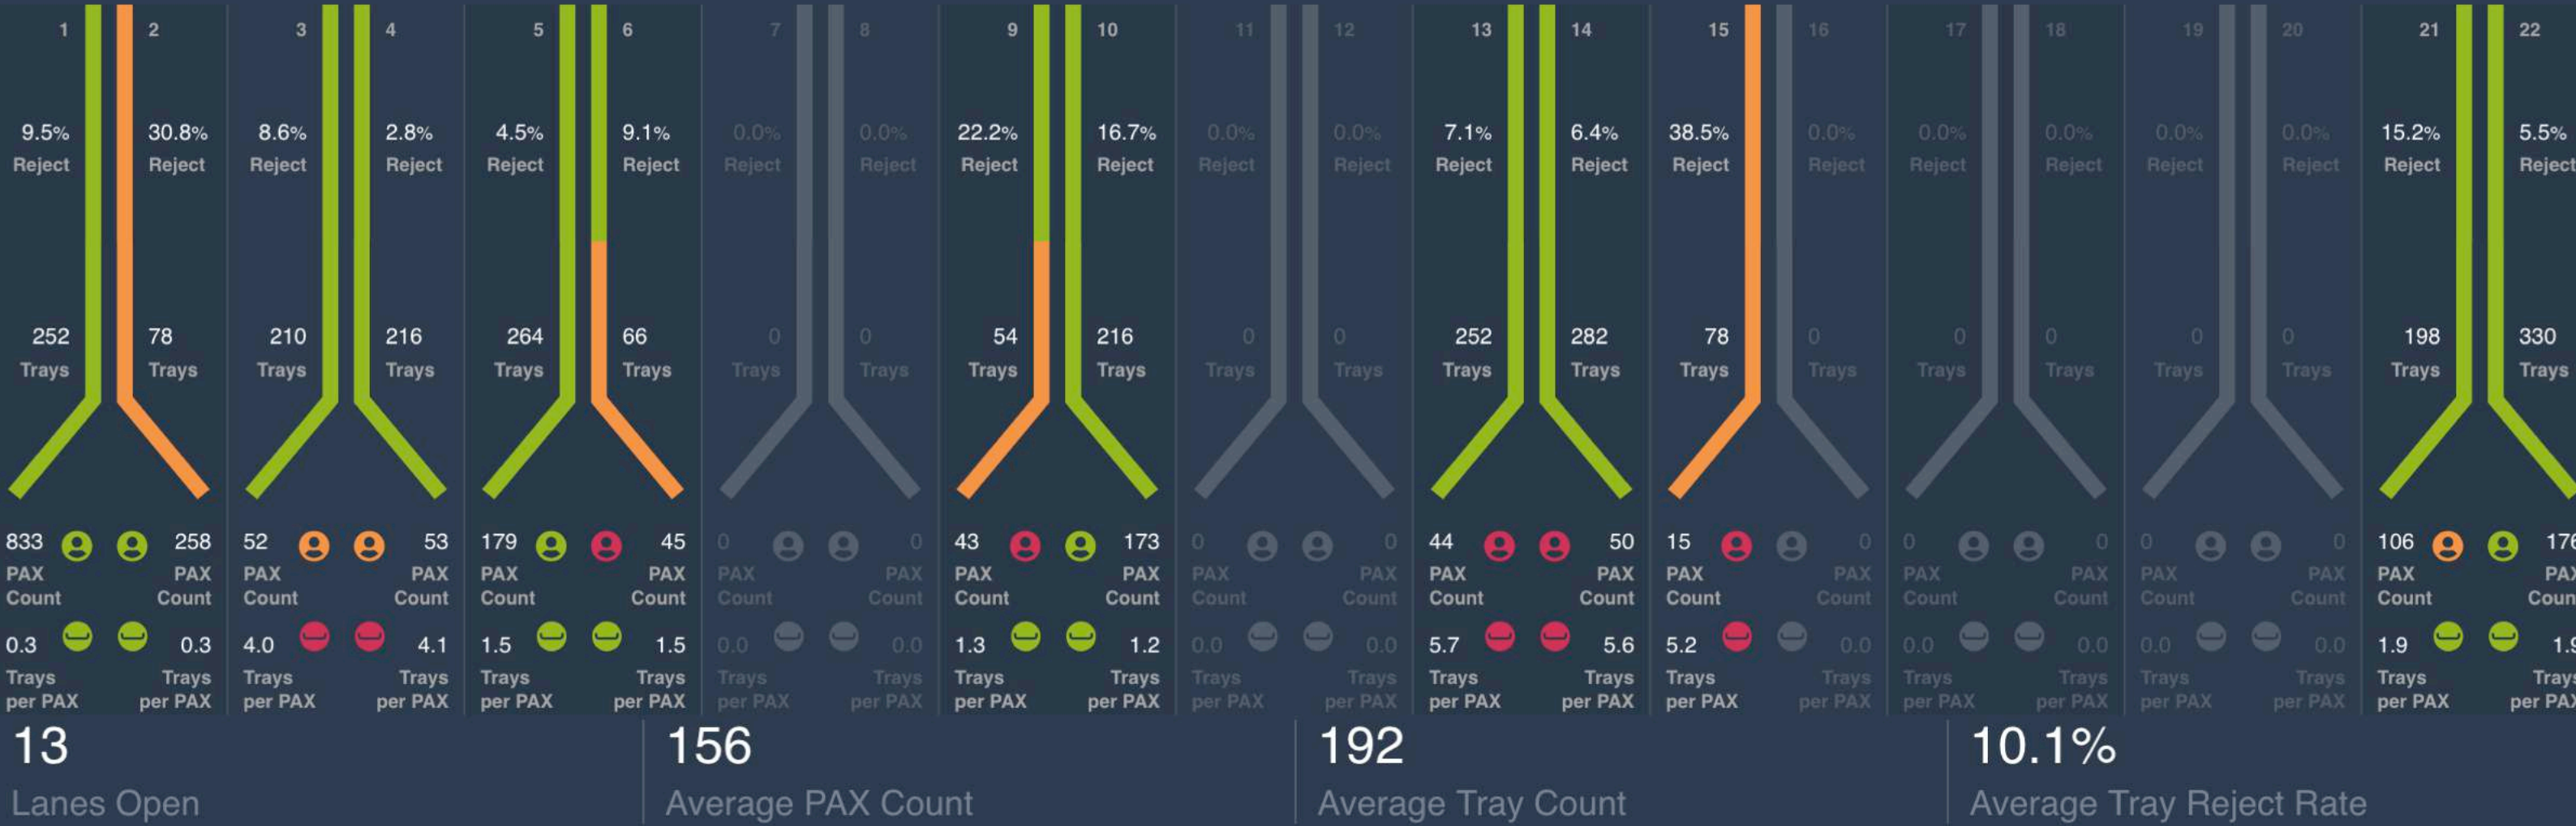 1 2 3 4 5 6 7 8 9 10 11 12 13 14 15 16 17 18 19 20 21 22
9.5% 30.8% 8.6% 2.8% 4.5% 9.1% 0.0% 0.0% 22.2% 16.7% 0.0% 0.0% 7.1% 6.4% 38.5% 0.0% 0.0% 0.0% 0.0% 0.0% 15.2% 5.5%
Reject Reject Reject Reject Reject Reject Reject Reject Reject Reject Reject Reject Reject Reject Reject Reject Reject Reject Reject Reject Reject Reject
252 78 210 216 264 66 0 0 54 216 0 0 252 282 78 0 0 0 0 0 198 330
Trays Trays Trays Trays Trays Trays Trays Trays Trays Trays Trays Trays Trays Trays Trays Trays Trays Trays Trays Trays Trays Trays
833 258 52 53 179 45 0 0 43 173 0 0 44 50 15 0 0 0 0 0 106 176
PAX PAX PAX PAX PAX PAX PAX PAX PAX PAX PAX PAX PAX PAX PAX PAX PAX PAX PAX PAX PAX PAX
Count Count Count Count Count Count Count Count Count Count Count Count Count Count Count Count Count Count Count Count Count Coun
0.3 0.3 4.0 4.1 1.5 1.5 0.0 0.0 1.3 1.2 0.0 0.0 5.7 5.6 5.2 0.0 0.0 0.0 0.0 0.0 1.9 1.9
Trays Trays Trays Trays Trays Trays Trays Trays Trays Trays Trays Trays Trays Trays Trays Trays Trays Trays Trays Trays Trays Trays
per PAX per PAX per PAX per PAX per PAX per PAX per PAX per PAX per PAX per PAX per PAX per PAX per PAX per PAX per PAX per PAX per PAX per PAX per PAX per PAX per PAX per PAX
13 156 192 10.1%
Lanes Open Average PAX Count Average Tray Count Average Tray Reject Rate